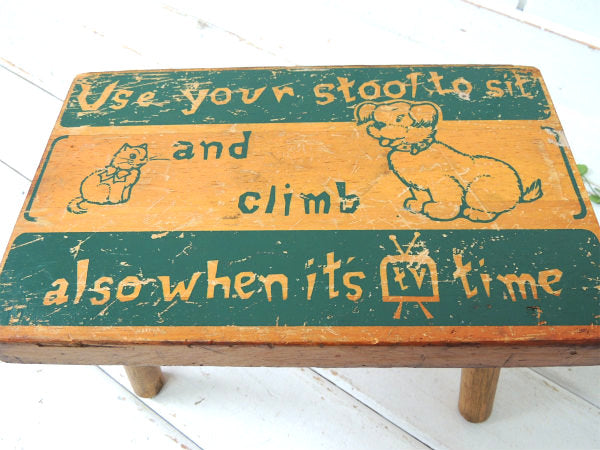 Use your stool to sit
and
climb
also when it's tv time